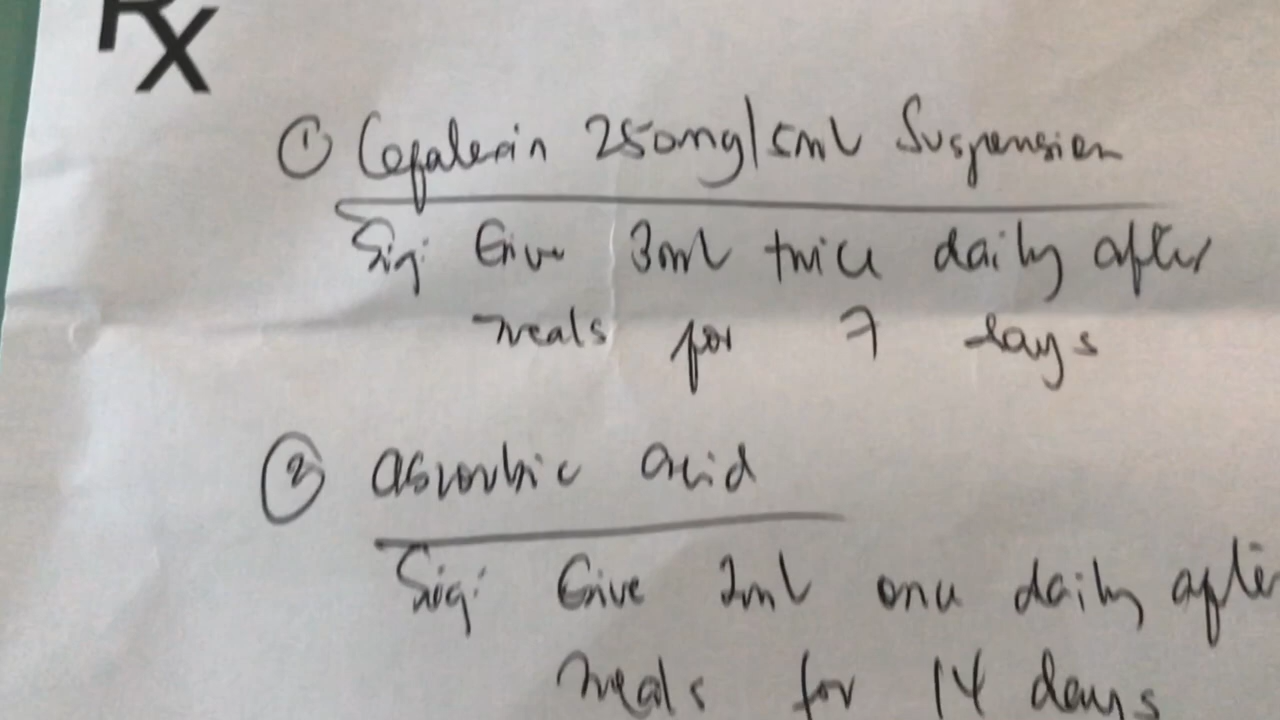 Rx
① Cefalexin 250mg/5mL Suspension
Sig: Give 3mL twice daily after
meals for 7 days
② ascorbic acid
Sig: Give 2mL once daily after
meals for 14 days